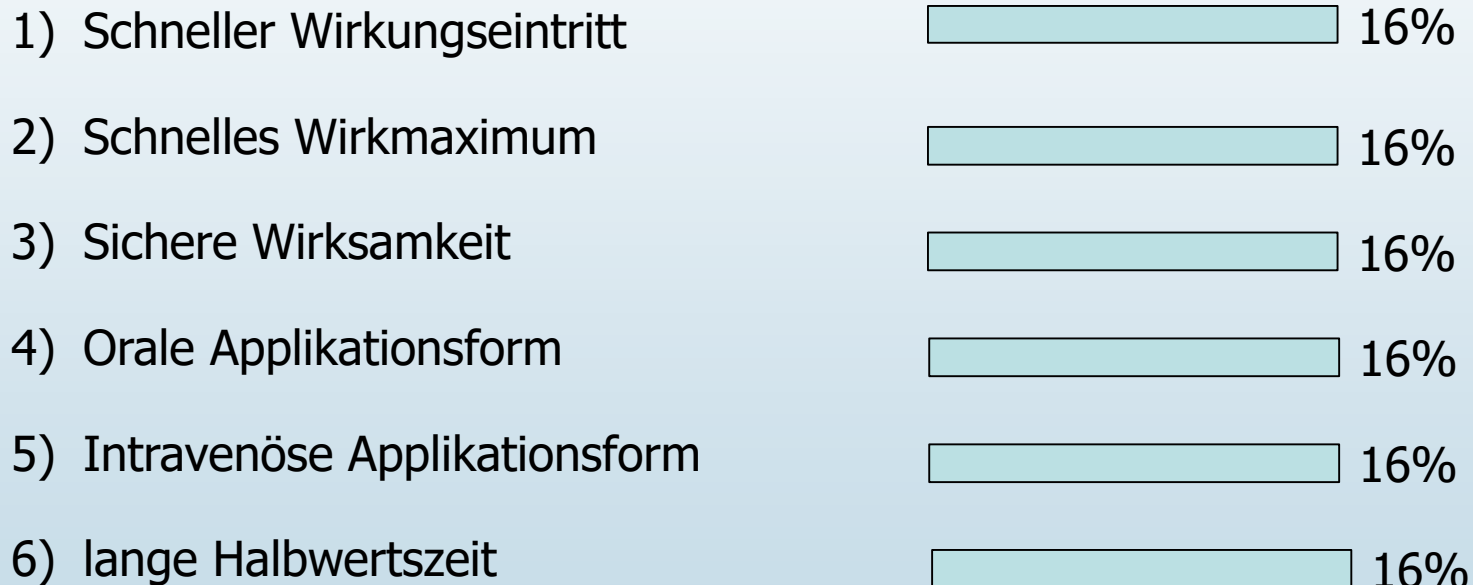 1) Schneller Wirkungseintritt 16%
2) Schnelles Wirkmaximum 16%
3) Sichere Wirksamkeit 16%
4) Orale Applikationsform 16%
5) Intravenöse Applikationsform 16%
6) lange Halbwertszeit 16%